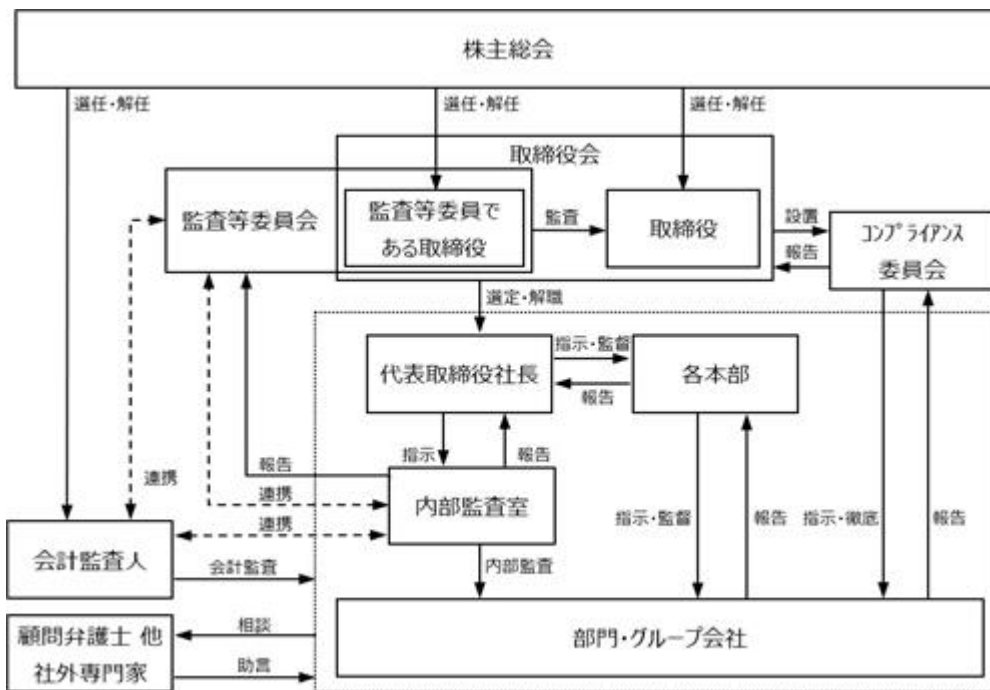 株主総会
選任・解任
選任・解任
選任・解任
取締役会
監査等委員会
監査等委員で
ある取締役
監査
取締役
設置
報告
コンプライアンス
委員会
選定・解職
代表取締役社長
指示・監督
報告
各本部
指示
報告
報告
連携
連携
連携
内部監査室
指示・監督
報告
指示・徹底
報告
会計監査人
会計監査
内部監査
部門・グループ会社
顧問弁護士 他
社外専門家
相談
助言